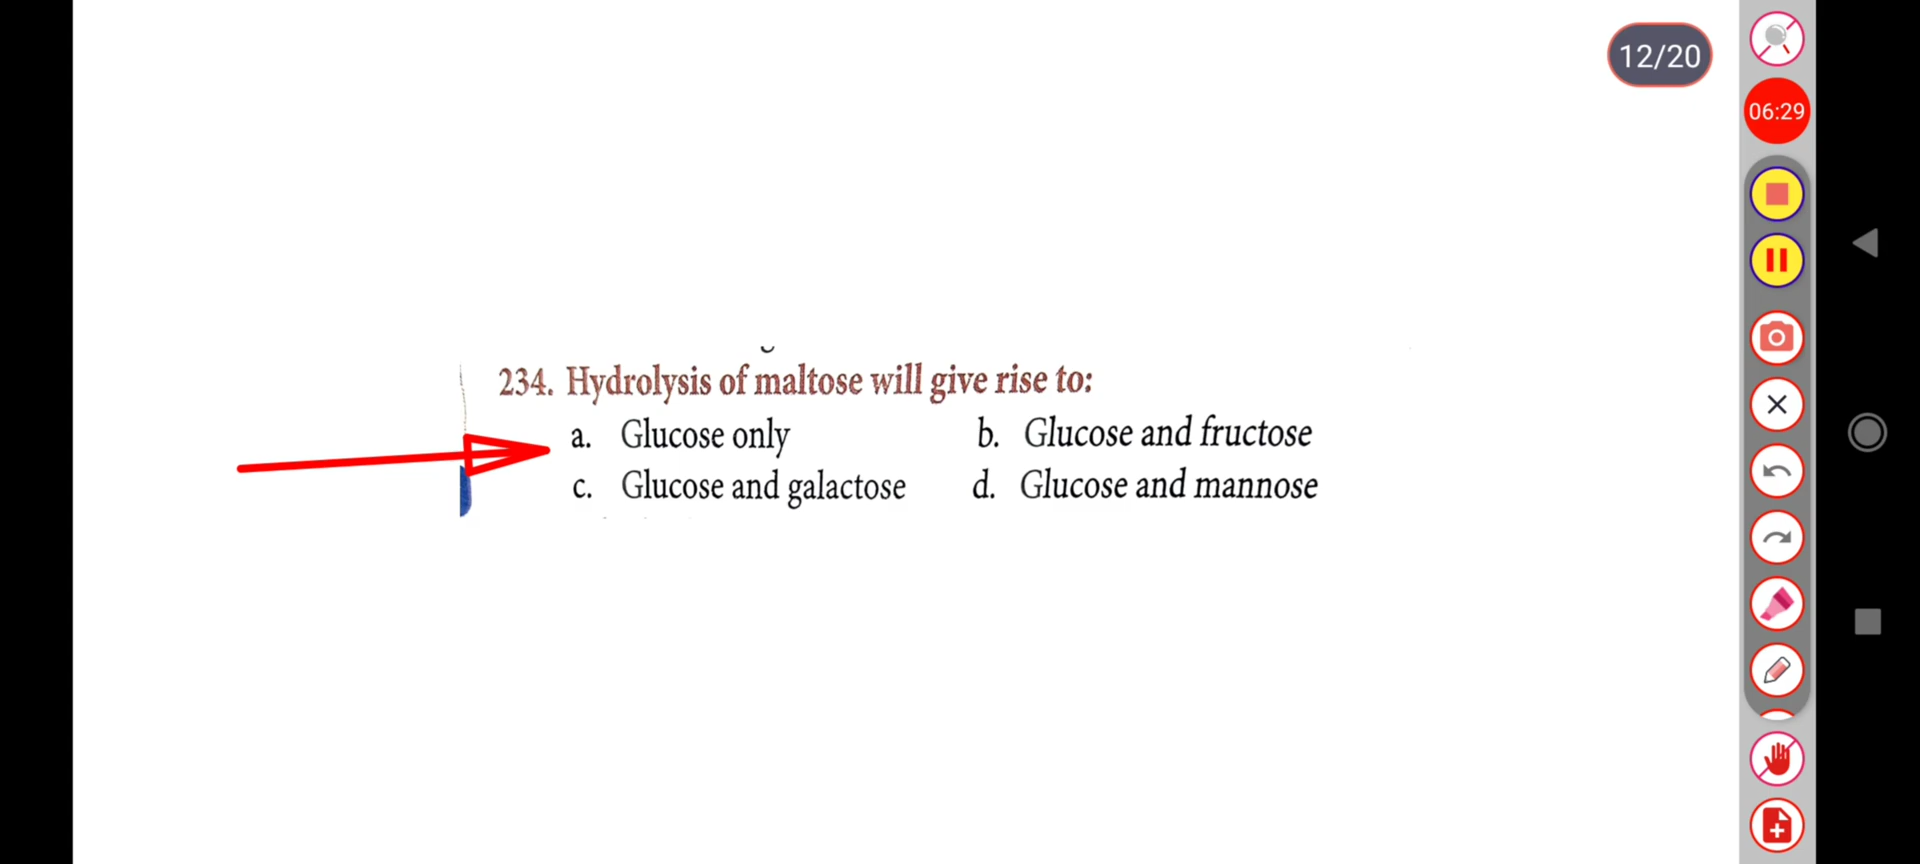 12/20
06:29
234. Hydrolysis of maltose will give rise to:
a. Glucose only b. Glucose and fructose
c. Glucose and galactose d. Glucose and mannose